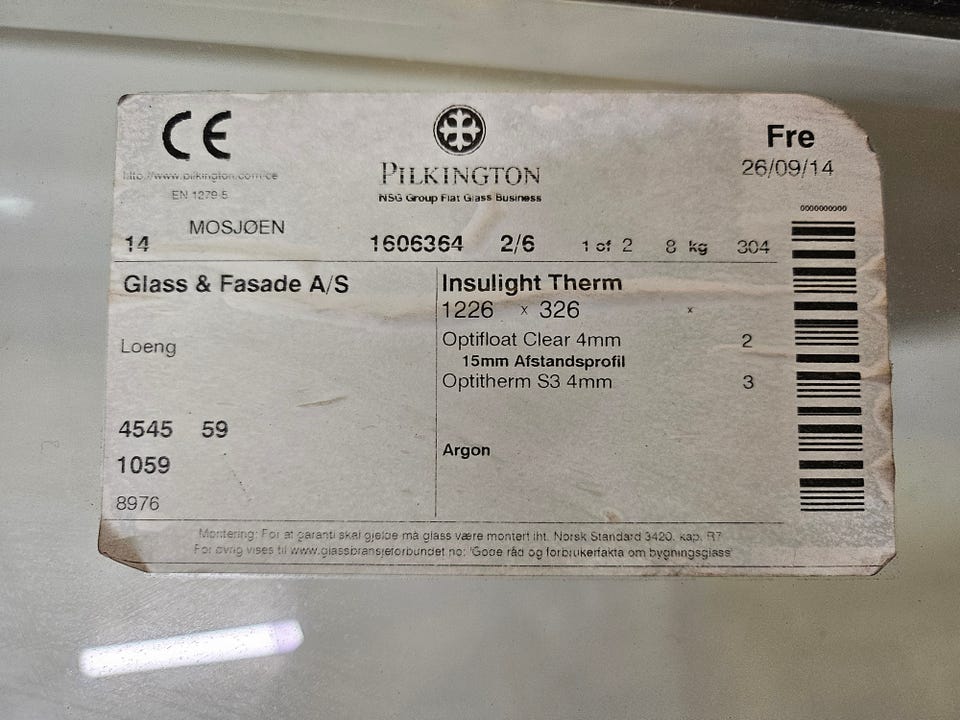 CE
http://www.pilkington.com/ce
EN 1279-5
PILKINGTON
NSG Group Flat Glass Business
Fre
26/09/14
0000000000
MOSJØEN
14 1606364 2/6 1 of 2 8 kg 304
Glass & Fasade A/S
Loeng
4545 59
1059
8976
Insulight Therm
1226 x 326 x
Optifloat Clear 4mm 2
15mm Afstandsprofil
Optitherm S3 4mm 3
Argon
Montering: For at garanti skal gjelde må glass være montert iht. Norsk Standard 3420, kap. R7
For øvrig vises til www.glassbransjeforbundet.no: 'Gode råd og forbrukerfakta om bygningsglass'